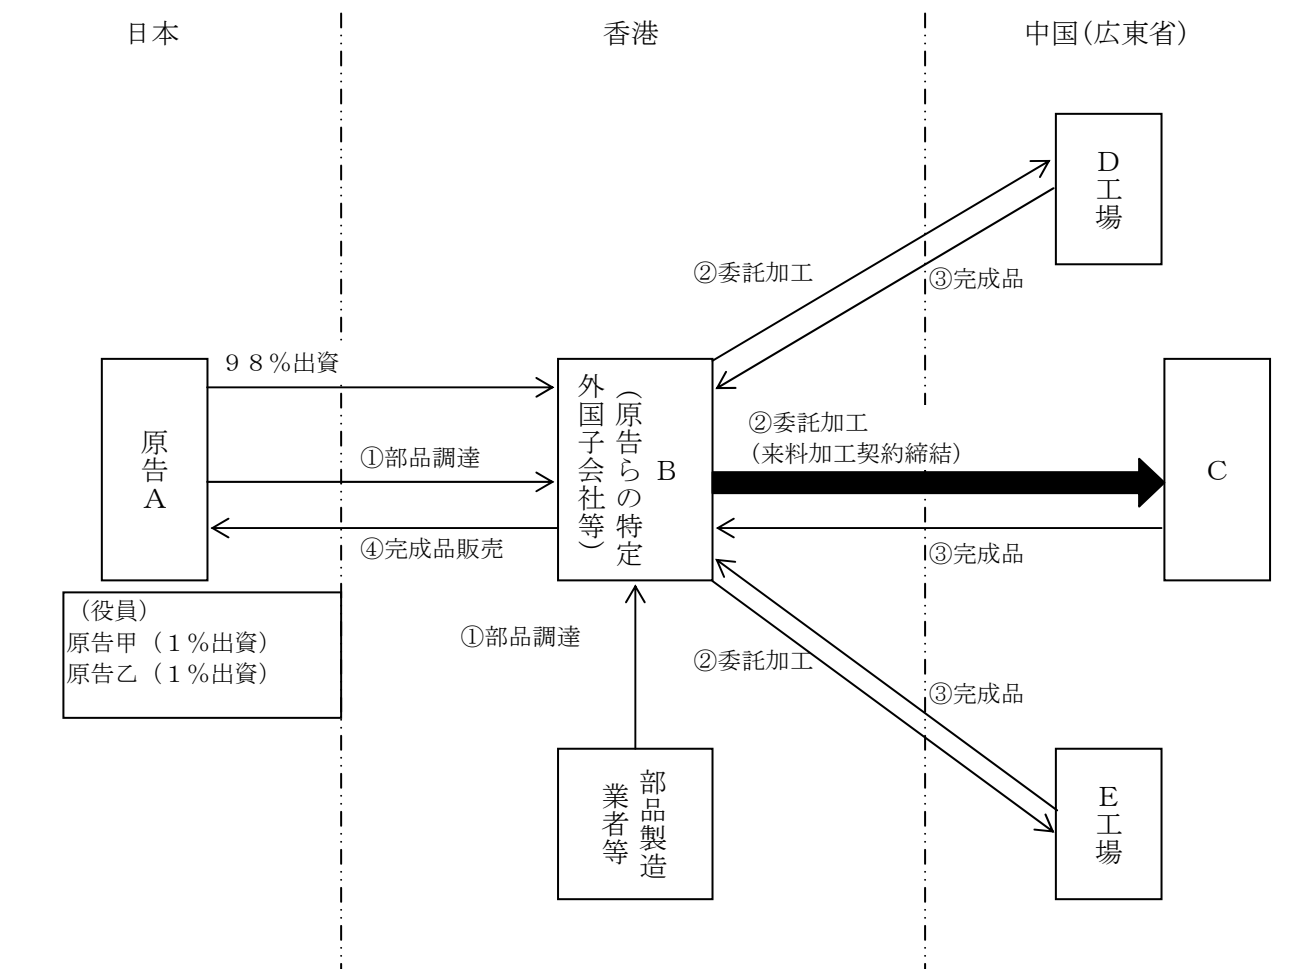 日本
香港
中国(広東省)
D工場
②委託加工
③完成品
98%出資
原告A
①部品調達
④完成品販売
B
(原告らの特定
外国子会社等)
②委託加工
(来料加工契約締結)
C
③完成品
(役員)
原告甲(1%出資)
原告乙(1%出資)
①部品調達
②委託加工
③完成品
部品製造
業者等
E工場